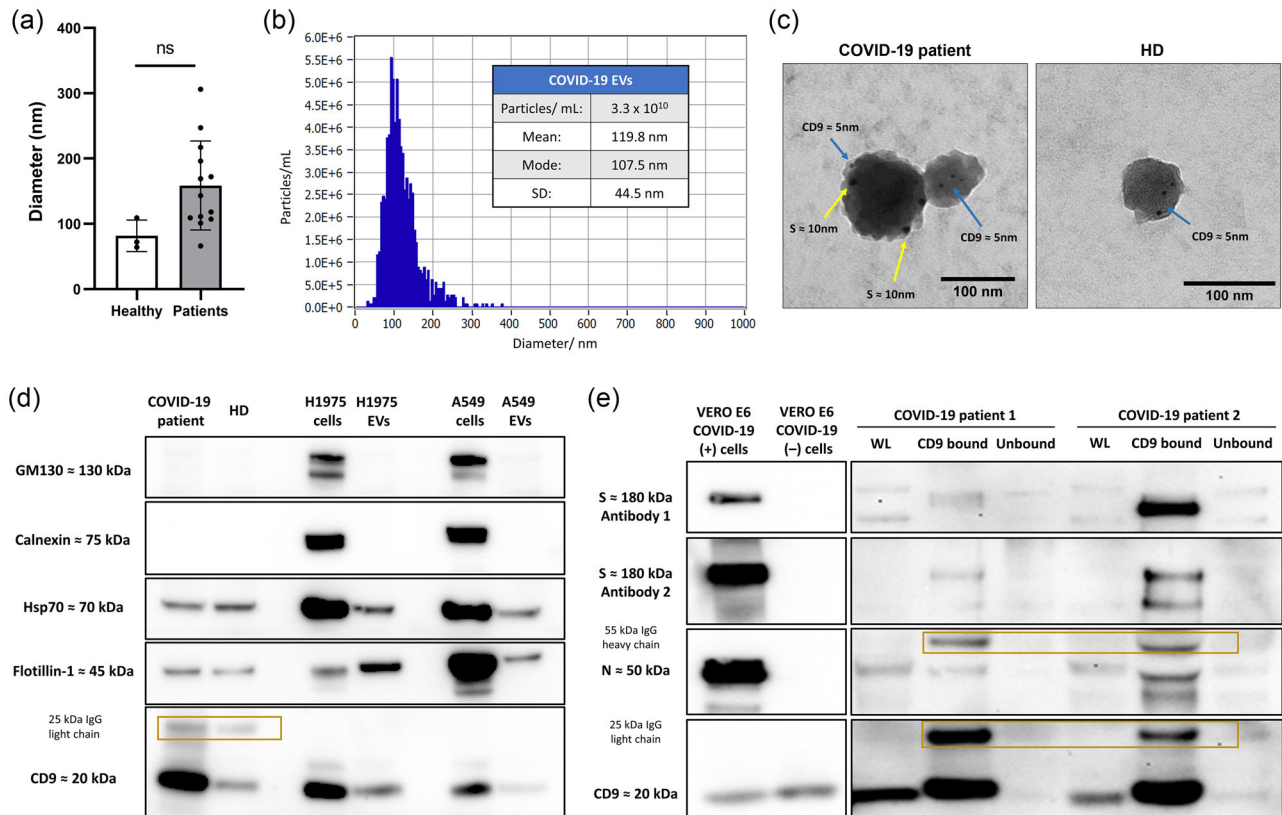 (a)
ns
400
300
200
100
0
Diameter (nm)
Healthy
Patients
(b)
6.0E+6
5.5E+6
5.0E+6
4.5E+6
4.0E+6
3.5E+6
3.0E+6
2.5E+6
2.0E+6
1.5E+6
1.0E+6
5.0E+5
0.0E+0
Particles/mL
0 100 200 300 400 500 600 700 800 900 1000
Diameter/ nm
COVID-19 EVs
Particles/ mL: 3.3 x 10¹⁰
Mean: 119.8 nm
Mode: 107.5 nm
SD: 44.5 nm
(c)
COVID-19 patient
CD9 ≈ 5nm
S ≈ 10nm
CD9 ≈ 5nm
S ≈ 10nm
100 nm
HD
CD9 ≈ 5nm
100 nm
(d)
COVID-19
patient
HD
H1975
cells
H1975
EVs
A549
cells
A549
EVs
GM130 ≈ 130 kDa
Calnexin ≈ 75 kDa
Hsp70 ≈ 70 kDa
Flotillin-1 ≈ 45 kDa
25 kDa IgG
light chain
CD9 ≈ 20 kDa
(e)
VERO E6
COVID-19
(+) cells
VERO E6
COVID-19
(–) cells
COVID-19 patient 1
WL CD9 bound Unbound
COVID-19 patient 2
WL CD9 bound Unbound
S ≈ 180 kDa
Antibody 1
S ≈ 180 kDa
Antibody 2
55 kDa IgG
heavy chain
N ≈ 50 kDa
25 kDa IgG
light chain
CD9 ≈ 20 kDa